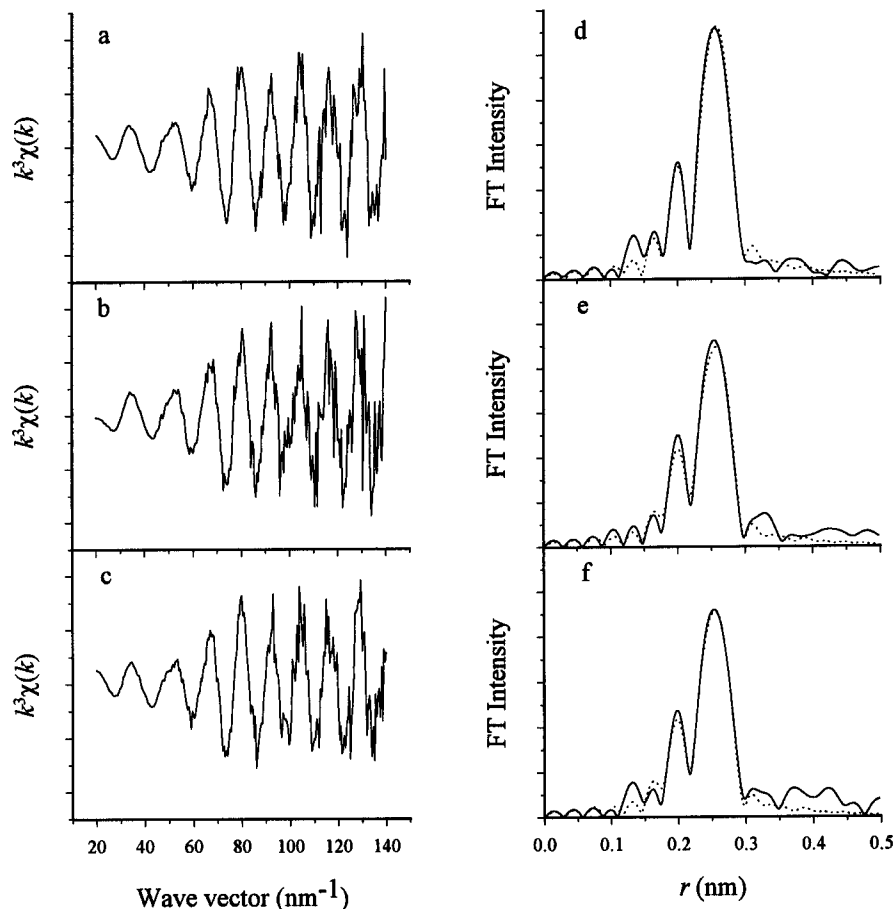 a
k³χ(k)
b
k³χ(k)
c
k³χ(k)
20 40 60 80 100 120 140
Wave vector (nm⁻¹)
d
FT Intensity
e
FT Intensity
f
FT Intensity
0.0 0.1 0.2 0.3 0.4 0.5
r (nm)